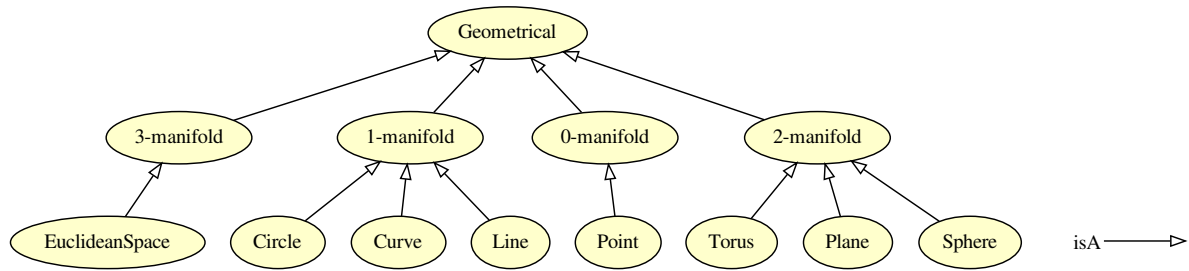 Geometrical
3-manifold
1-manifold
0-manifold
2-manifold
EuclideanSpace
Circle
Curve
Line
Point
Torus
Plane
Sphere
isA